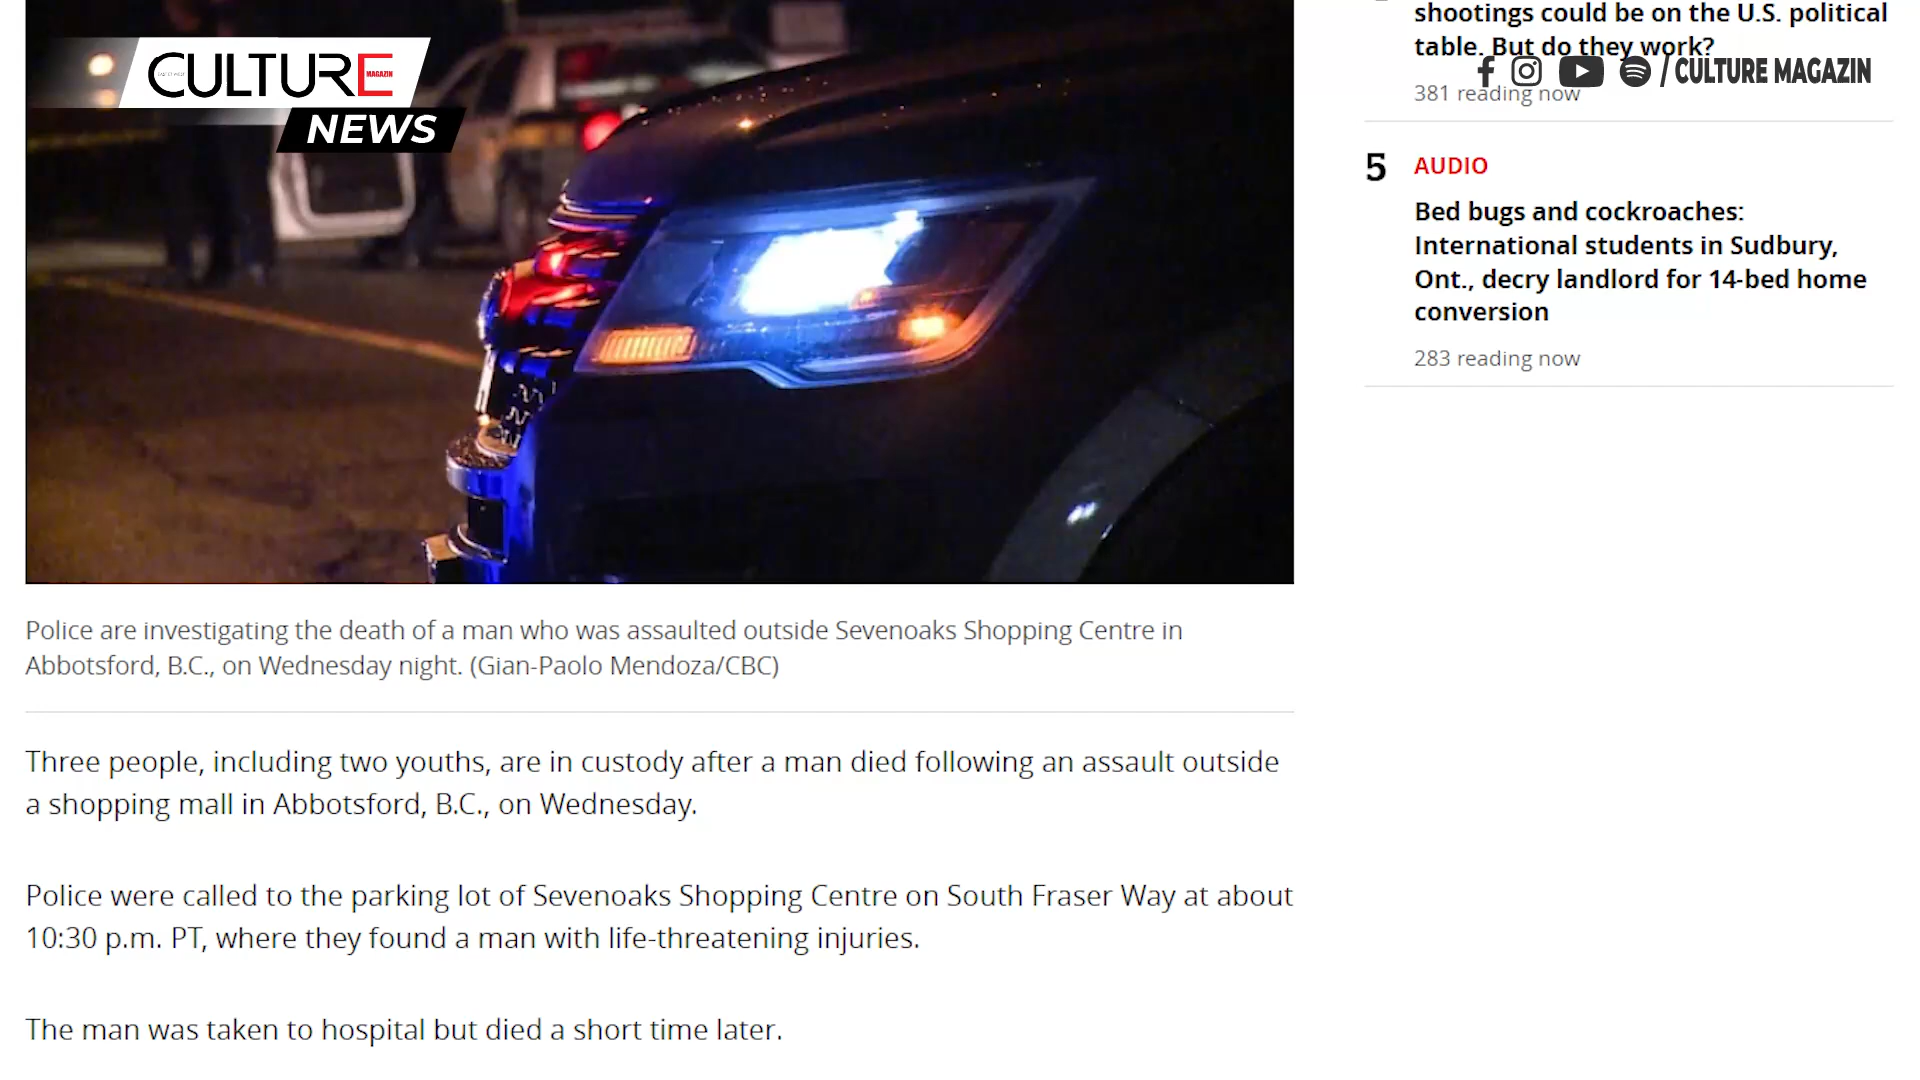 CULTURE
MAGAZIN
NEWS
shootings could be on the U.S. political
table. But do they work?
381 reading now
/ CULTURE MAGAZIN
5
AUDIO
Bed bugs and cockroaches:
International students in Sudbury,
Ont., decry landlord for 14-bed home
conversion
283 reading now
Police are investigating the death of a man who was assaulted outside Sevenoaks Shopping Centre in
Abbotsford, B.C., on Wednesday night. (Gian-Paolo Mendoza/CBC)
Three people, including two youths, are in custody after a man died following an assault outside
a shopping mall in Abbotsford, B.C., on Wednesday.
Police were called to the parking lot of Sevenoaks Shopping Centre on South Fraser Way at about
10:30 p.m. PT, where they found a man with life-threatening injuries.
The man was taken to hospital but died a short time later.